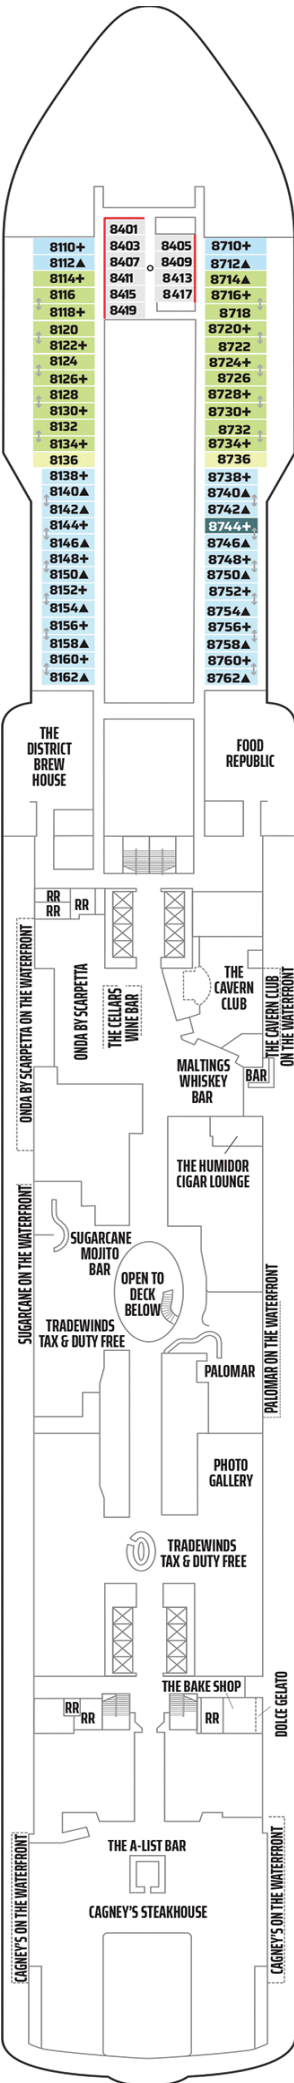 8401
8403 8405
8407 8409
8411 8413
8415 8417
8419
8110+ 8710+
8112▲ 8712▲
8114+ 8714▲
8116 8716+
8118+ 8718
8120 8720+
8122+ 8722
8124 8724+
8126+ 8726
8128 8728+
8130+ 8730+
8132 8732
8134+ 8734+
8136 8736
8138+ 8738+
8140▲ 8740▲
8142▲ 8742▲
8144+ 8744+
8146▲ 8746▲
8148+ 8748+
8150▲ 8750▲
8152+ 8752+
8154▲ 8754▲
8156+ 8756+
8158▲ 8758▲
8160+ 8760+
8162▲ 8762▲
THE
DISTRICT
BREW
HOUSE
FOOD
REPUBLIC
RR
RR
RR
ONDA BY SCARPETTA ON THE WATERFRONT
ONDA BY SCARPETTA
THE CELLARS
WINE BAR
THE
CAVERN
CLUB
THE CAVERN CLUB
ON THE WATERFRONT
MALTINGS
WHISKEY
BAR
BAR
THE HUMIDOR
CIGAR LOUNGE
SUGARCANE ON THE WATERFRONT
SUGARCANE
MOJITO
BAR
OPEN TO
DECK
BELOW
TRADEWINDS
TAX & DUTY FREE
PALOMAR
PALOMAR ON THE WATERFRONT
PHOTO
GALLERY
TRADEWINDS
TAX & DUTY FREE
THE BAKE SHOP
DOLCE GELATO
RR
RR
RR
THE A-LIST BAR
CAGNEY'S STEAKHOUSE
CAGNEY'S ON THE WATERFRONT
CAGNEY'S ON THE WATERFRONT